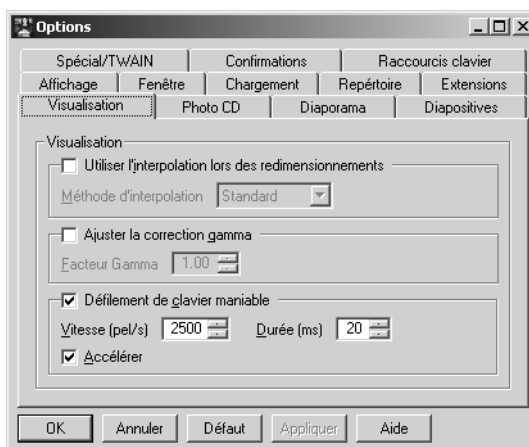 Options
Spécial/TWAIN Confirmations Raccourcis clavier
Affichage Fenêtre Chargement Repértoire Extensions
Visualisation Photo CD Diaporama Diapositives
Visualisation
Utiliser l'interpolation lors des redimensionnements
Méthode d'interpolation Standard
Ajuster la correction gamma
Facteur Gamma 1.00
Défilement de clavier maniable
Vitesse (pel/s) 2500 Durée (ms) 20
Accélérer
OK Annuler Défaut Appliquer Aide